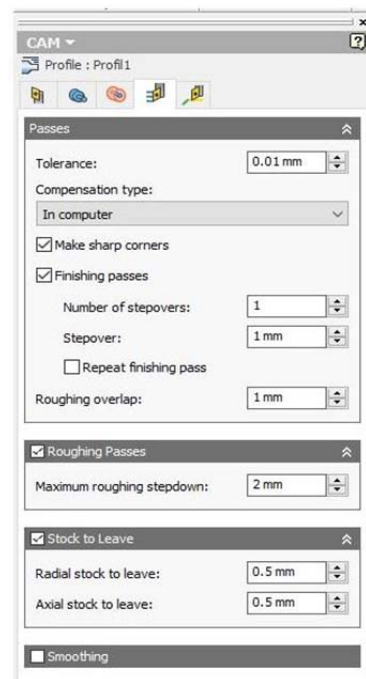 CAM
Profile : Profil1
Passes
Tolerance: 0.01 mm
Compensation type:
In computer
Make sharp corners
Finishing passes
Number of stepovers: 1
Stepover: 1 mm
Repeat finishing pass
Roughing overlap: 1 mm
Roughing Passes
Maximum roughing stepdown: 2 mm
Stock to Leave
Radial stock to leave: 0.5 mm
Axial stock to leave: 0.5 mm
Smoothing